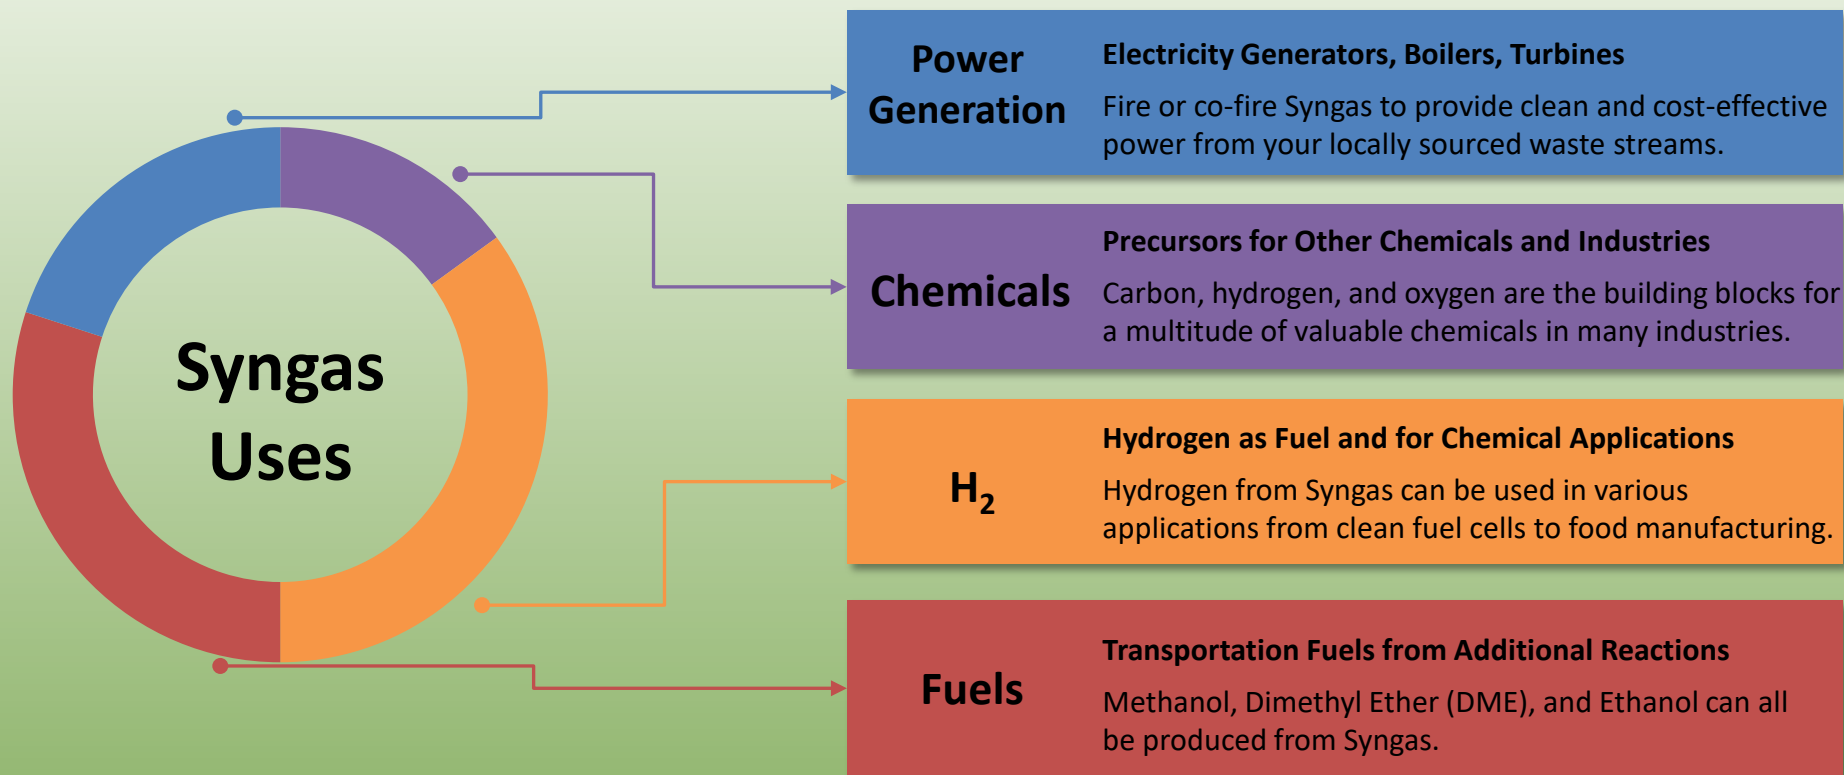 Syngas
Uses
Power
Generation
Electricity Generators, Boilers, Turbines
Fire or co-fire Syngas to provide clean and cost-effective
power from your locally sourced waste streams.
Chemicals
Precursors for Other Chemicals and Industries
Carbon, hydrogen, and oxygen are the building blocks for
a multitude of valuable chemicals in many industries.
H₂
Hydrogen as Fuel and for Chemical Applications
Hydrogen from Syngas can be used in various
applications from clean fuel cells to food manufacturing.
Fuels
Transportation Fuels from Additional Reactions
Methanol, Dimethyl Ether (DME), and Ethanol can all
be produced from Syngas.